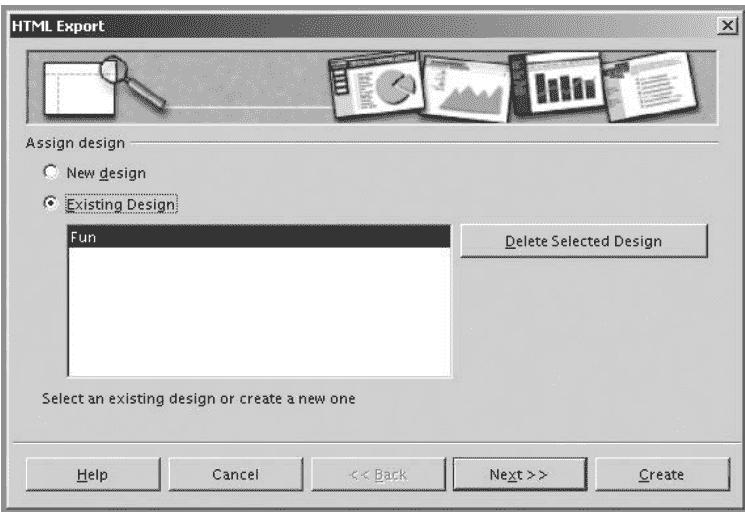 HTML Export
Assign design
New design
Existing Design
Fun
Delete Selected Design
Select an existing design or create a new one
Help
Cancel
<< Back
Next >>
Create